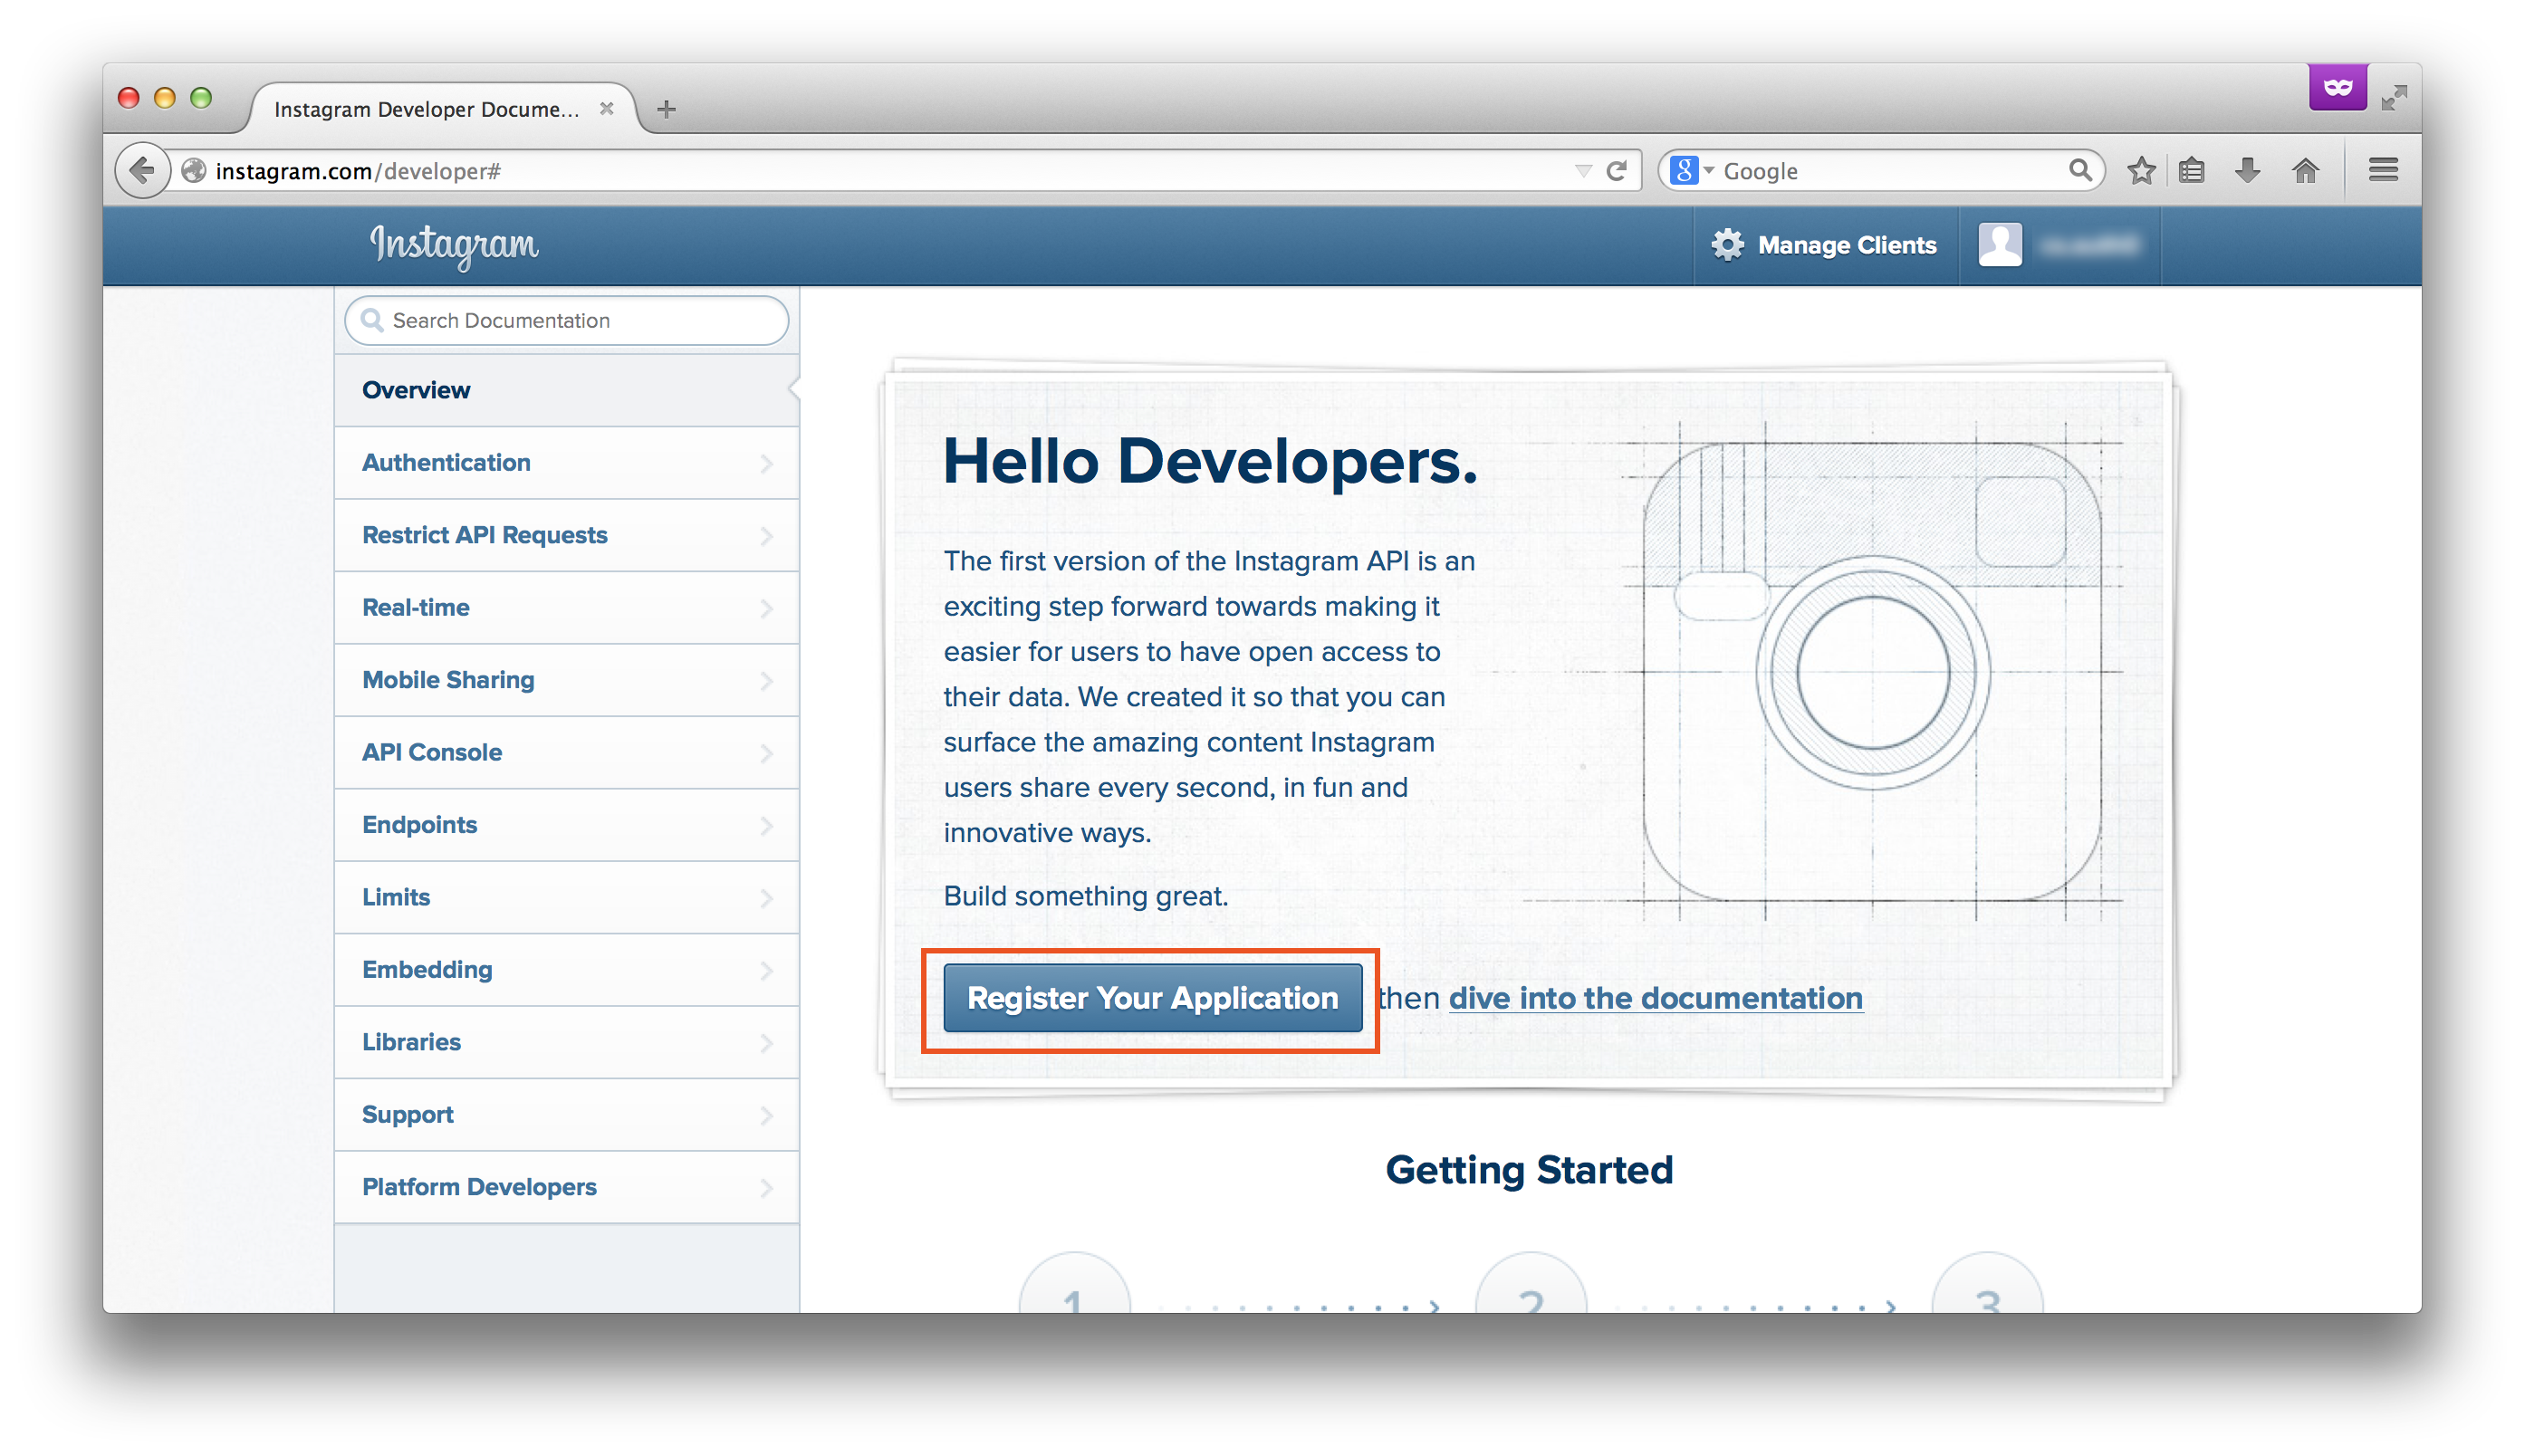 Instagram Developer Docume...
instagram.com/developer#
Google
Instagram
Manage Clients
Search Documentation
Overview
Authentication
Restrict API Requests
Real-time
Mobile Sharing
API Console
Endpoints
Limits
Embedding
Libraries
Support
Platform Developers
Hello Developers.
The first version of the Instagram API is an
exciting step forward towards making it
easier for users to have open access to
their data. We created it so that you can
surface the amazing content Instagram
users share every second, in fun and
innovative ways.
Build something great.
Register Your Application then dive into the documentation
Getting Started
1 2 3